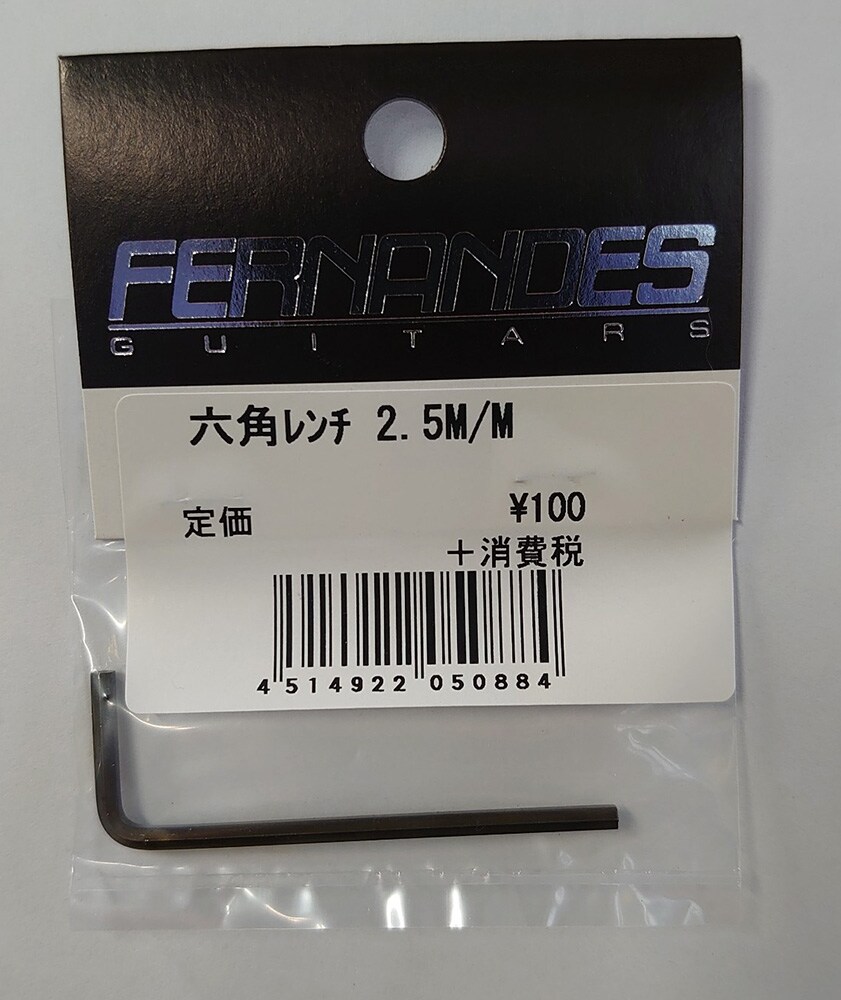 FERNANDES
GUITARS
六角ﾚﾝﾁ 2.5M/M
定価 ¥100
+消費税
4 514922 050884